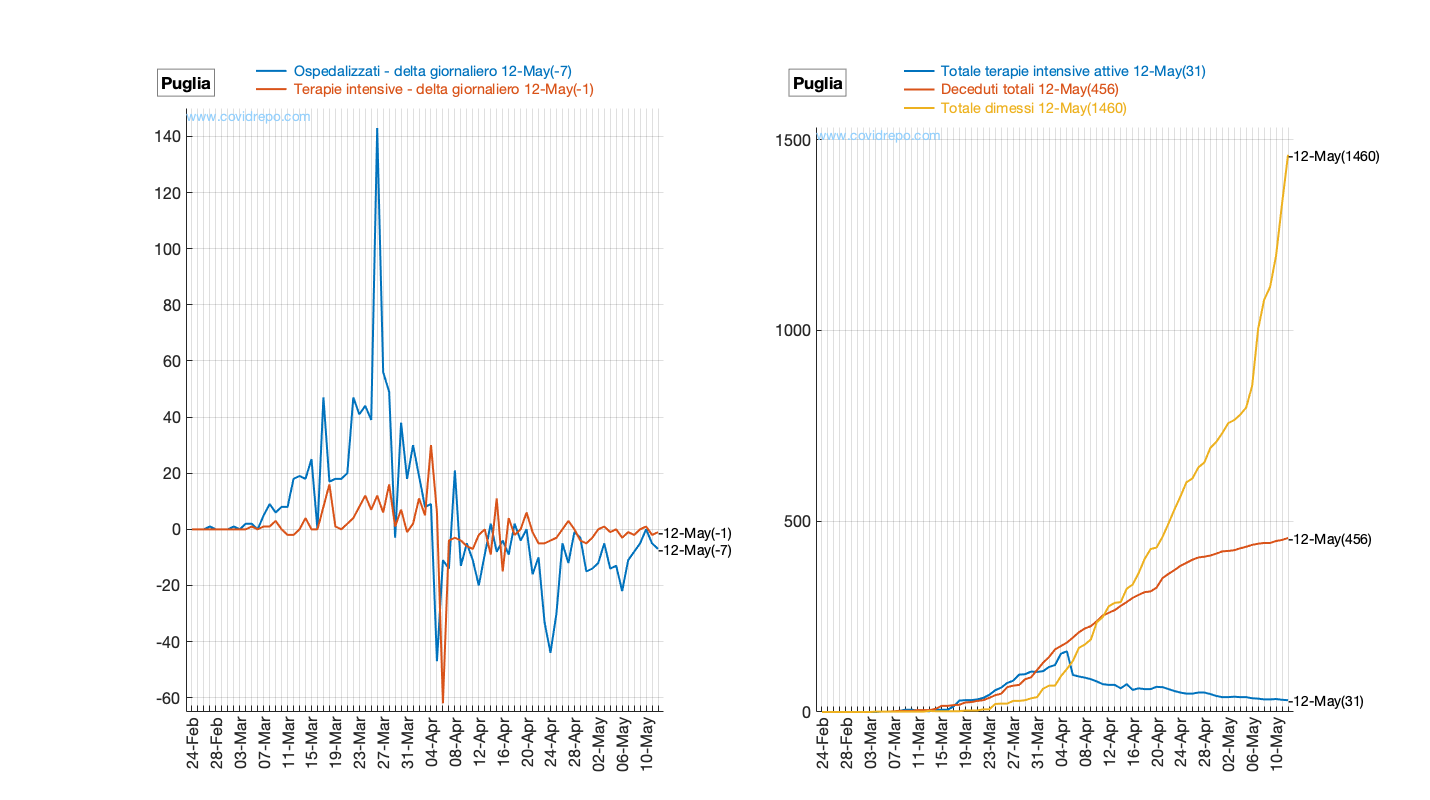 Puglia
Ospedalizzati - delta giornaliero 12-May(-7)
Terapie intensive - delta giornaliero 12-May(-1)
www.covidrepo.com
140
120
100
80
60
40
20
0
-20
-40
-60
12-May(-1)
12-May(-7)
24-Feb
28-Feb
03-Mar
07-Mar
11-Mar
15-Mar
19-Mar
23-Mar
27-Mar
31-Mar
04-Apr
08-Apr
12-Apr
16-Apr
20-Apr
24-Apr
28-Apr
02-May
06-May
10-May
Puglia
Totale terapie intensive attive 12-May(31)
Deceduti totali 12-May(456)
Totale dimessi 12-May(1460)
www.covidrepo.com
1500
1000
500
0
12-May(1460)
12-May(456)
12-May(31)
24-Feb
28-Feb
03-Mar
07-Mar
11-Mar
15-Mar
19-Mar
23-Mar
27-Mar
31-Mar
04-Apr
08-Apr
12-Apr
16-Apr
20-Apr
24-Apr
28-Apr
02-May
06-May
10-May